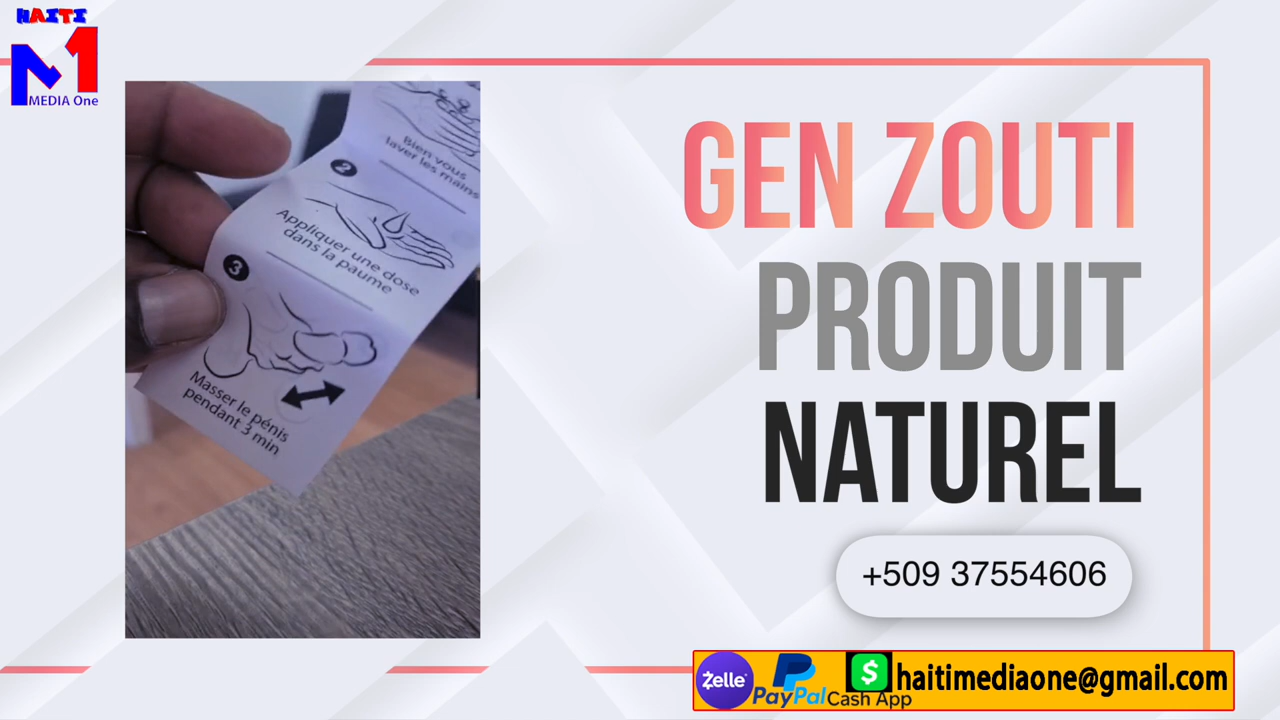 HAITI
M1
MEDIA One
Bien vous
laver les mains
2
Appliquer une dose
dans la paume
3
Masser le pénis
pendant 3 min
GEN ZOUTI
PRODUIT
NATUREL
+509 37554606
Zelle
PayPal
$
Cash App
haitimediaone@gmail.com